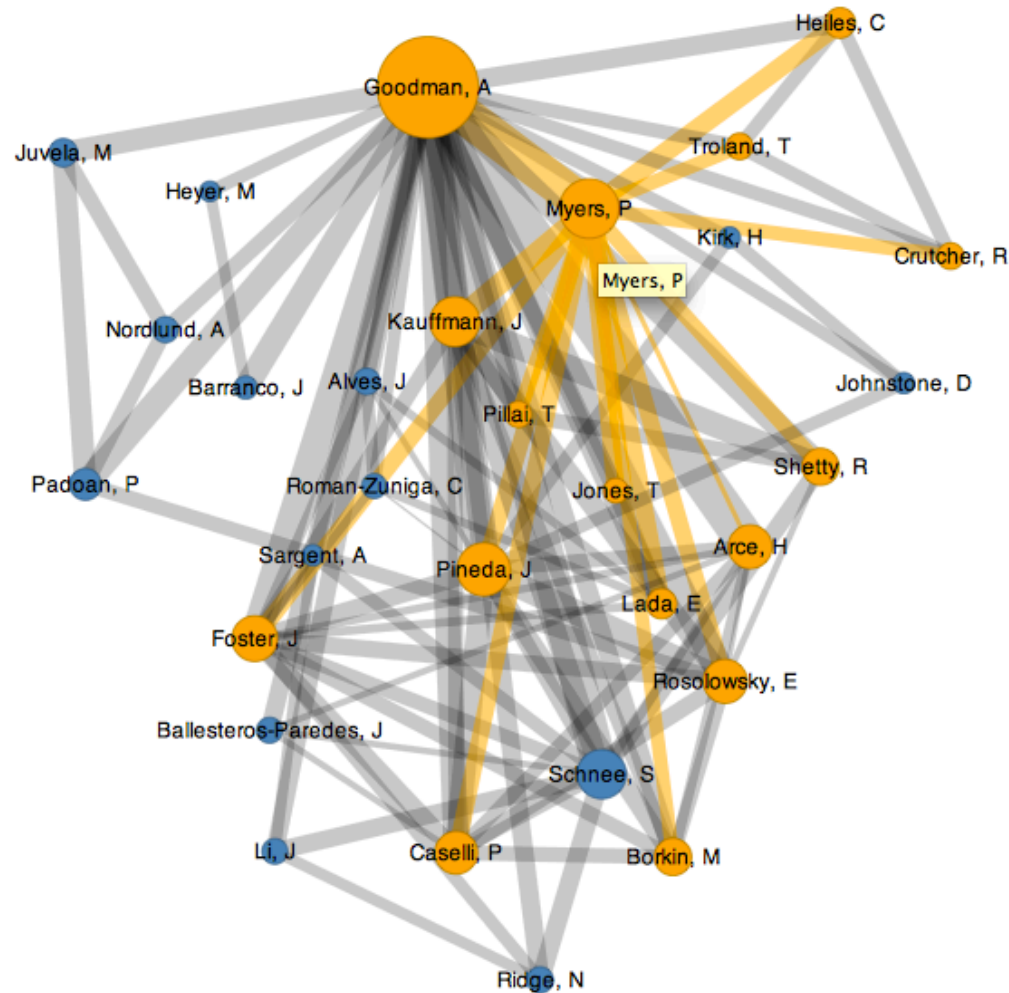 Heiles, C
Goodman, A
Troland, T
Juvela, M
Heyer, M
Myers, P
Kirk, H
Crutcher, R
Myers, P
Kauffmann, J
Nordlund, A
Barranco, J
Alves, J
Johnstone, D
Pillai, T
Shetty, R
Padoan, P
Roman-Zuniga, C
Jones, T
Sargent, A
Pineda, J
Arce, H
Lada, E
Foster, J
Rosolowsky, E
Ballesteros-Paredes, J
Schnee, S
Li, J
Caselli, P
Borkin, M
Ridge, N